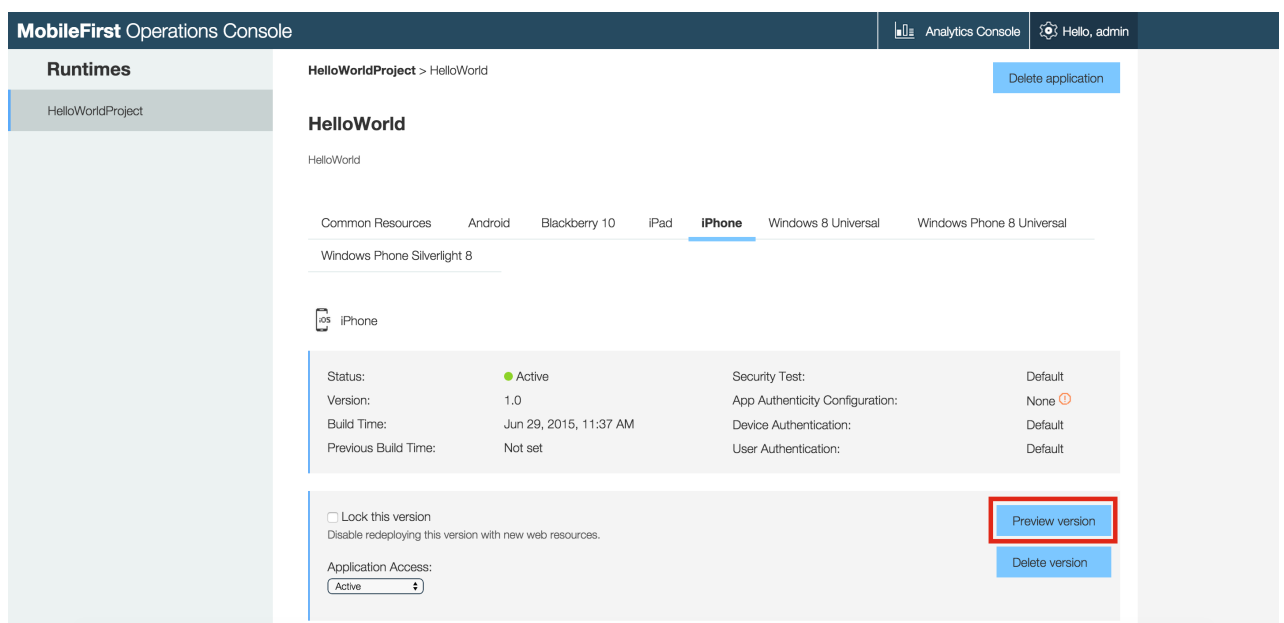 MobileFirst Operations Console
Analytics Console
Hello, admin
Runtimes
HelloWorldProject
HelloWorldProject > HelloWorld
Delete application
HelloWorld
HelloWorld
Common Resources Android Blackberry 10 iPad iPhone Windows 8 Universal Windows Phone 8 Universal
Windows Phone Silverlight 8
iOS iPhone
Status: Active Security Test: Default
Version: 1.0 App Authenticity Configuration: None
Build Time: Jun 29, 2015, 11:37 AM Device Authentication: Default
Previous Build Time: Not set User Authentication: Default
Lock this version
Disable redeploying this version with new web resources.
Preview version
Application Access:
Active
Delete version